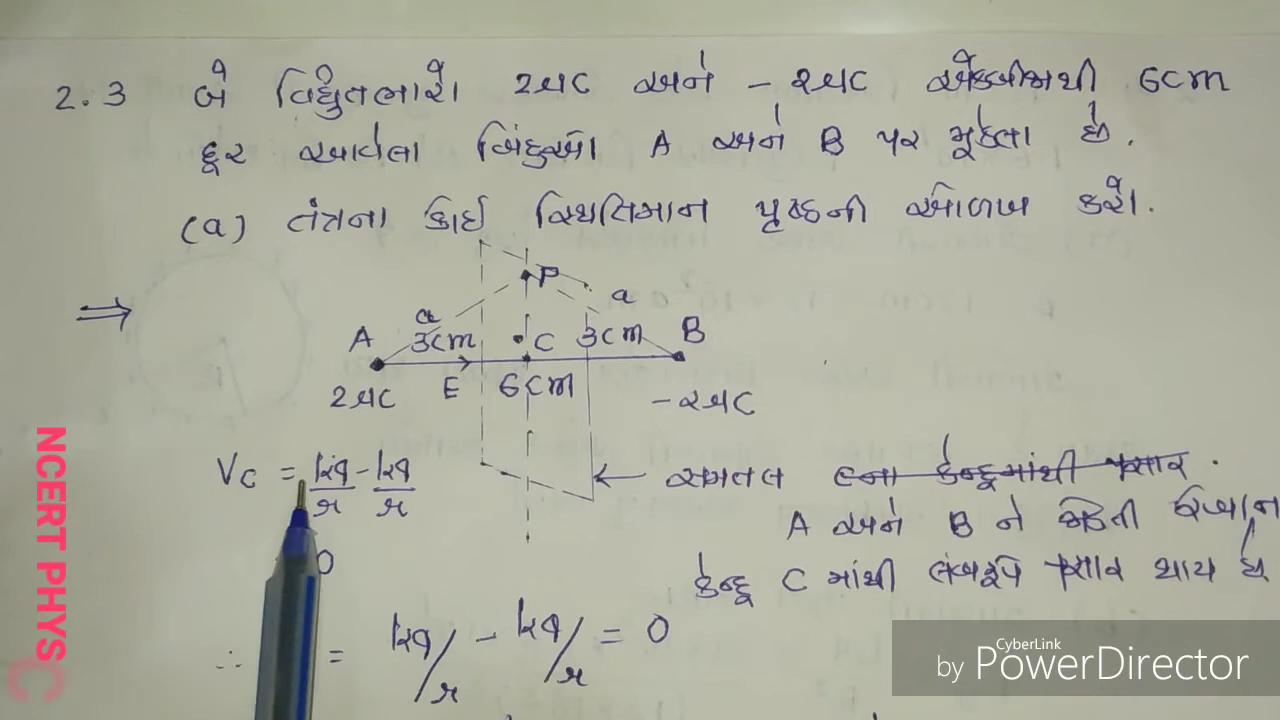 2.3 બે વિદ્યુતભારો 2μC અને -2μC એકબીજાથી 6cm
દૂર આવેલા બિંદુઓ A અને B પર મૂકેલા છે.
(a) તંત્રના કોઈ સ્થિતિમાન પૃષ્ઠની ઓળખ કરો.
⇒
P
a
a
A 3cm C 3cm B
2μC E 6cm -2μC
Vc = kq/r - kq/r
0
← સમતલ
A અને B ને જોડતી રેખાના
કેન્દ્ર C માંથી લંબરૂપે પસાર થાય છે
∴ = kq/r - kq/r = 0
NCERT PHYS
C
CyberLink
by PowerDirector